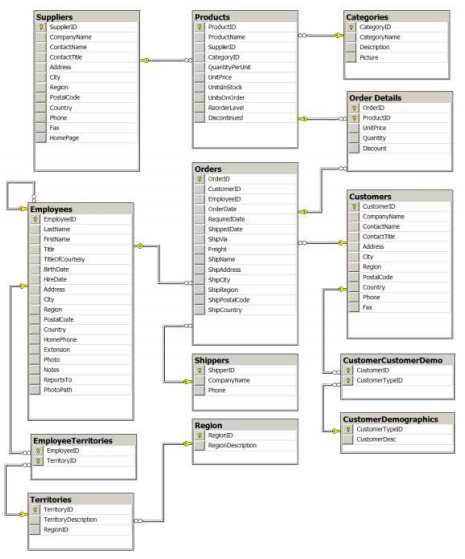 Suppliers
SupplierID
CompanyName
ContactName
ContactTitle
Address
City
Region
PostalCode
Country
Phone
Fax
HomePage
Products
ProductID
ProductName
SupplierID
CategoryID
QuantityPerUnit
UnitPrice
UnitsInStock
UnitsOnOrder
ReorderLevel
Discontinued
Categories
CategoryID
CategoryName
Description
Picture
Order Details
OrderID
ProductID
UnitPrice
Quantity
Discount
Employees
EmployeeID
LastName
FirstName
Title
TitleOfCourtesy
BirthDate
HireDate
Address
City
Region
PostalCode
Country
HomePhone
Extension
Photo
Notes
ReportsTo
PhotoPath
Orders
OrderID
CustomerID
EmployeeID
OrderDate
RequiredDate
ShippedDate
ShipVia
Freight
ShipName
ShipAddress
ShipCity
ShipRegion
ShipPostalCode
ShipCountry
Customers
CustomerID
CompanyName
ContactName
ContactTitle
Address
City
Region
PostalCode
Country
Phone
Fax
Shippers
ShipperID
CompanyName
Phone
CustomerCustomerDemo
CustomerID
CustomerTypeID
Region
RegionID
RegionDescription
CustomerDemographics
CustomerTypeID
CustomerDesc
EmployeeTerritories
EmployeeID
TerritoryID
Territories
TerritoryID
TerritoryDescription
RegionID